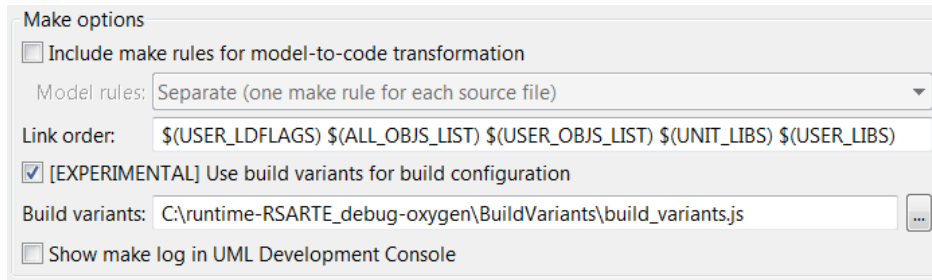 Make options
Include make rules for model-to-code transformation
Model rules: Separate (one make rule for each source file)
Link order: $(USER_LDFLAGS) $(ALL_OBJS_LIST) $(USER_OBJS_LIST) $(UNIT_LIBS) $(USER_LIBS)
[EXPERIMENTAL] Use build variants for build configuration
Build variants: C:\runtime-RSARTE_debug-oxygen\BuildVariants\build_variants.js ...
Show make log in UML Development Console